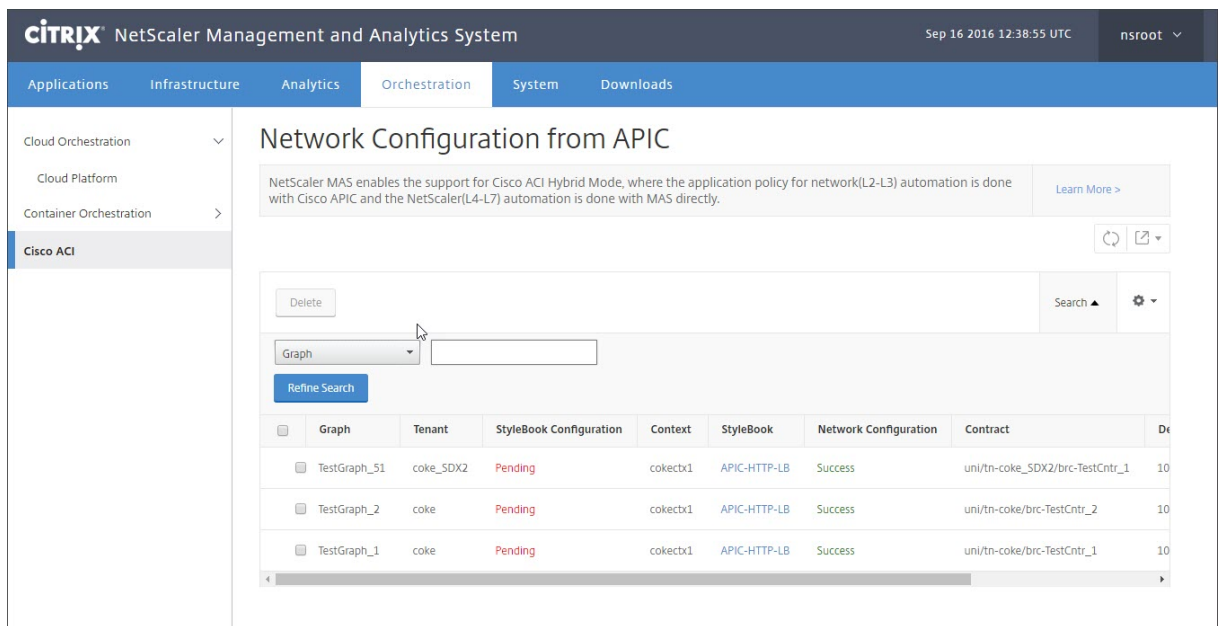 CITRIX NetScaler Management and Analytics System
Sep 16 2016 12:38:55 UTC
nsroot
Applications Infrastructure Analytics Orchestration System Downloads
Cloud Orchestration
Cloud Platform
Container Orchestration
Cisco ACI
Network Configuration from APIC
NetScaler MAS enables the support for Cisco ACI Hybrid Mode, where the application policy for network(L2-L3) automation is done
with Cisco APIC and the NetScaler(L4-L7) automation is done with MAS directly.
Learn More >
Delete
Search
Graph
Refine Search
Graph Tenant StyleBook Configuration Context StyleBook Network Configuration Contract De
TestGraph_51 coke_SDX2 Pending cokectx1 APIC-HTTP-LB Success uni/tn-coke_SDX2/brc-TestCntr_1 10
TestGraph_2 coke Pending cokectx1 APIC-HTTP-LB Success uni/tn-coke/brc-TestCntr_2 10
TestGraph_1 coke Pending cokectx1 APIC-HTTP-LB Success uni/tn-coke/brc-TestCntr_1 10